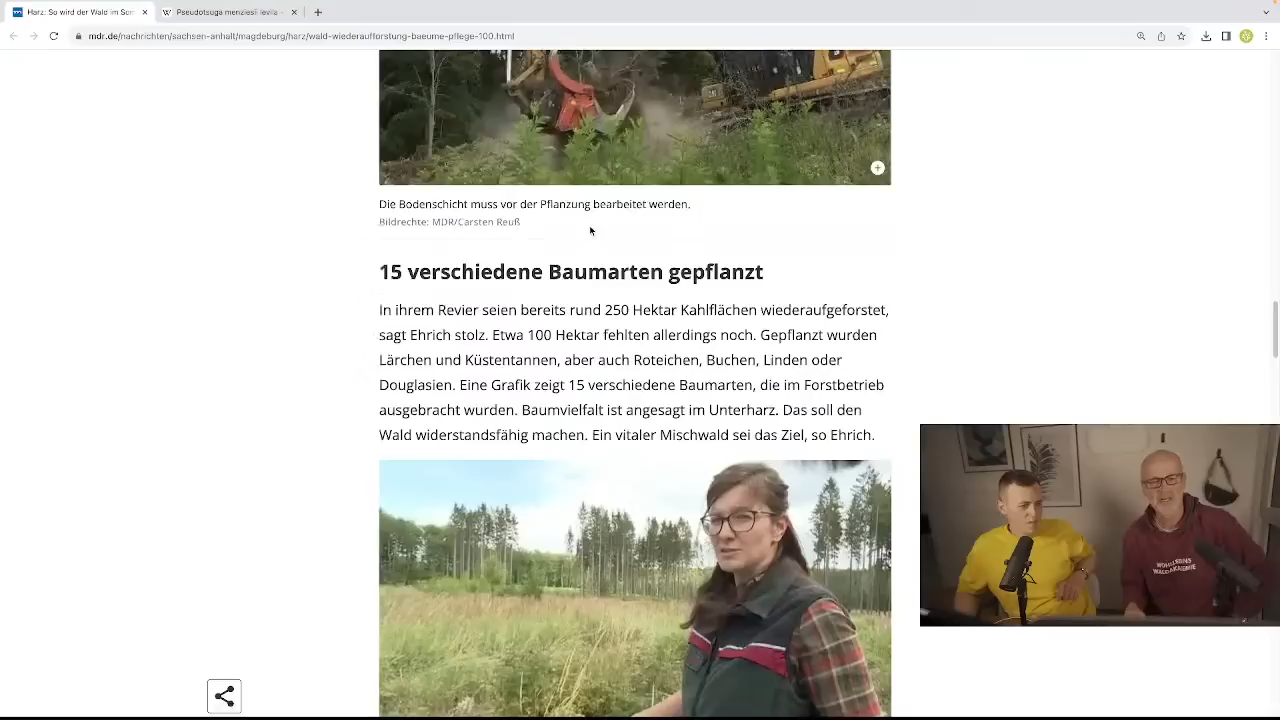 Harz: So wird der Wald im Som
Pseudotsuga menziesii levila -
mdr.de/nachrichten/sachsen-anhalt/magdeburg/harz/wald-wiederaufforstung-baeume-pflege-100.html
Die Bodenschicht muss vor der Pflanzung bearbeitet werden.
Bildrechte: MDR/Carsten Reuß
15 verschiedene Baumarten gepflanzt
In ihrem Revier seien bereits rund 250 Hektar Kahlflächen wiederaufgeforstet,
sagt Ehrich stolz. Etwa 100 Hektar fehlten allerdings noch. Gepflanzt wurden
Lärchen und Küstentannen, aber auch Roteichen, Buchen, Linden oder
Douglasien. Eine Grafik zeigt 15 verschiedene Baumarten, die im Forstbetrieb
ausgebracht wurden. Baumvielfalt ist angesagt im Unterharz. Das soll den
Wald widerstandsfähig machen. Ein vitaler Mischwald sei das Ziel, so Ehrich.
WOHLLEBENS
WALDAKADEMIE